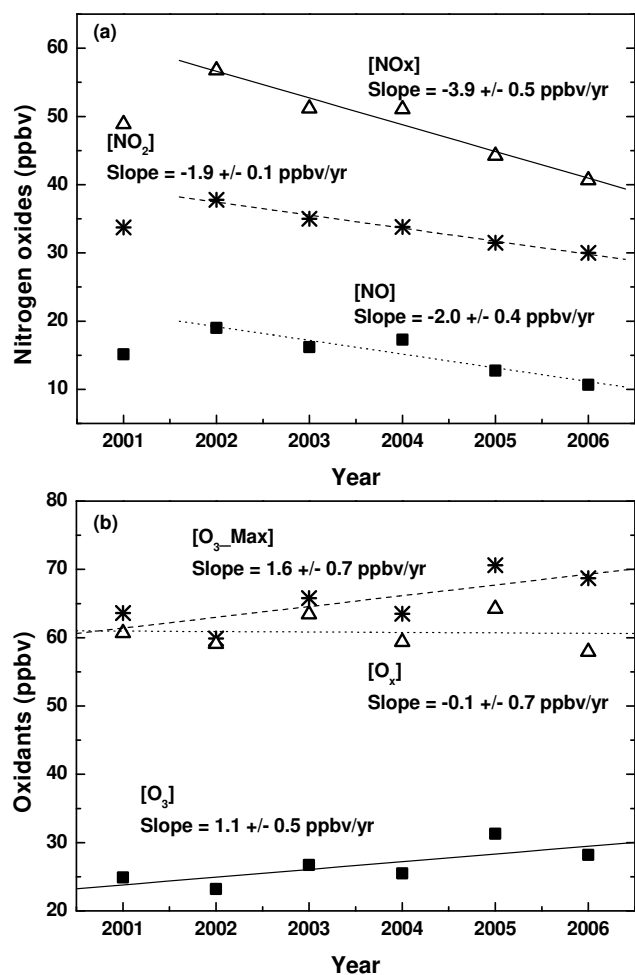 (a)
[NOx]
Slope = -3.9 +/- 0.5 ppbv/yr
[NO₂]
Slope = -1.9 +/- 0.1 ppbv/yr
[NO]
Slope = -2.0 +/- 0.4 ppbv/yr
Nitrogen oxides (ppbv)
60
50
40
30
20
10
2001 2002 2003 2004 2005 2006
Year
(b)
[O₃_Max]
Slope = 1.6 +/- 0.7 ppbv/yr
[Oₓ]
Slope = -0.1 +/- 0.7 ppbv/yr
[O₃]
Slope = 1.1 +/- 0.5 ppbv/yr
Oxidants (ppbv)
80
70
60
50
40
30
20
2001 2002 2003 2004 2005 2006
Year